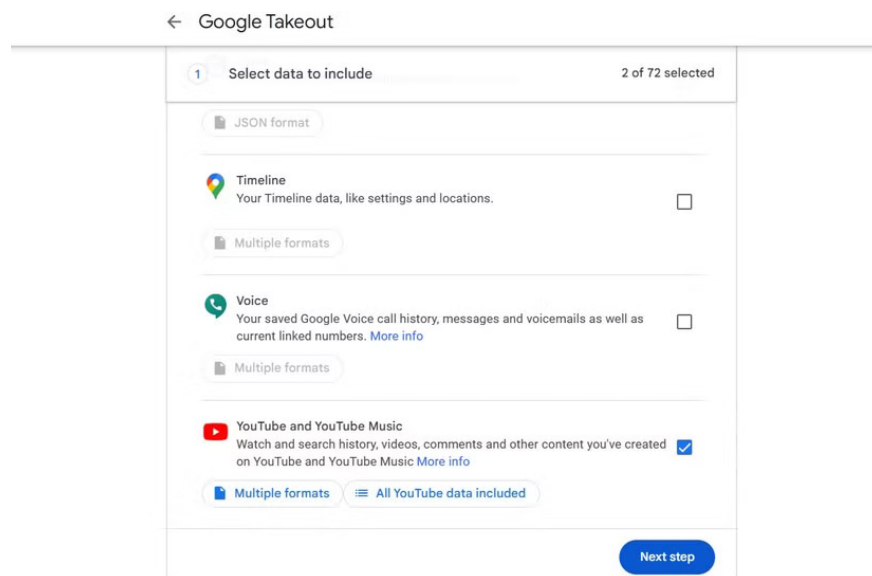 Google Takeout
1 Select data to include 2 of 72 selected
JSON format
Timeline
Your Timeline data, like settings and locations.
Multiple formats
Voice
Your saved Google Voice call history, messages and voicemails as well as
current linked numbers. More info
Multiple formats
YouTube and YouTube Music
Watch and search history, videos, comments and other content you've created
on YouTube and YouTube Music More info
Multiple formats All YouTube data included
Next step